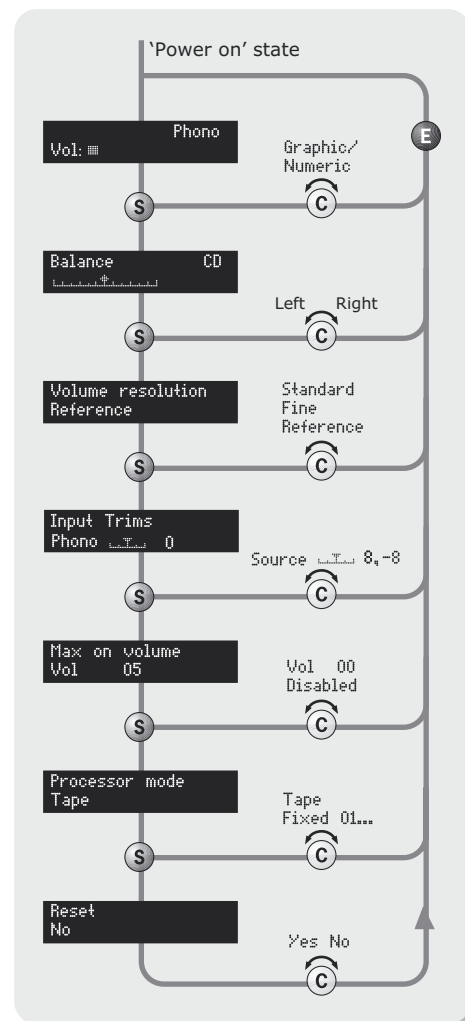 ‘Power on’ state
E
Phono
Vol:
Graphic/
Numeric
S
C
Balance CD
Left Right
S
C
Volume resolution
Reference
Standard
Fine
Reference
S
C
Input Trims
Phono 0
Source 8,-8
S
C
Max on volume
Vol 05
Vol 00
Disabled
S
C
Processor mode
Tape
Tape
Fixed 01...
S
C
Reset
No
Yes No
C